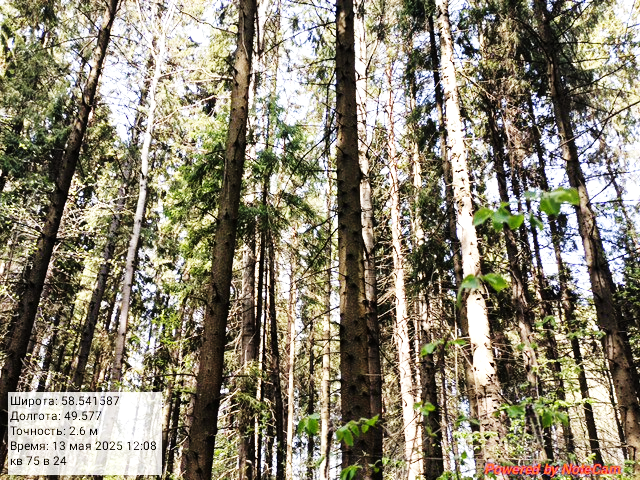 Широта: 58.541587
Долгота: 49.577
Точность: 2.6 м
Время: 13 мая 2025 12:08
кв 75 в 24
Powered by NoteCam